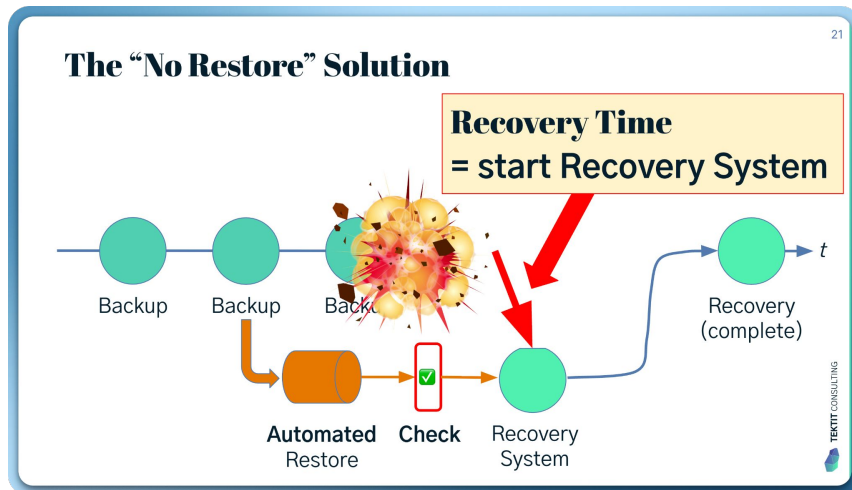 21
The “No Restore” Solution
Recovery Time
= start Recovery System
t
Backup
Backup
Backu
Recovery
(complete)
Automated
Restore
Check
Recovery
System
TEKTIT CONSULTING